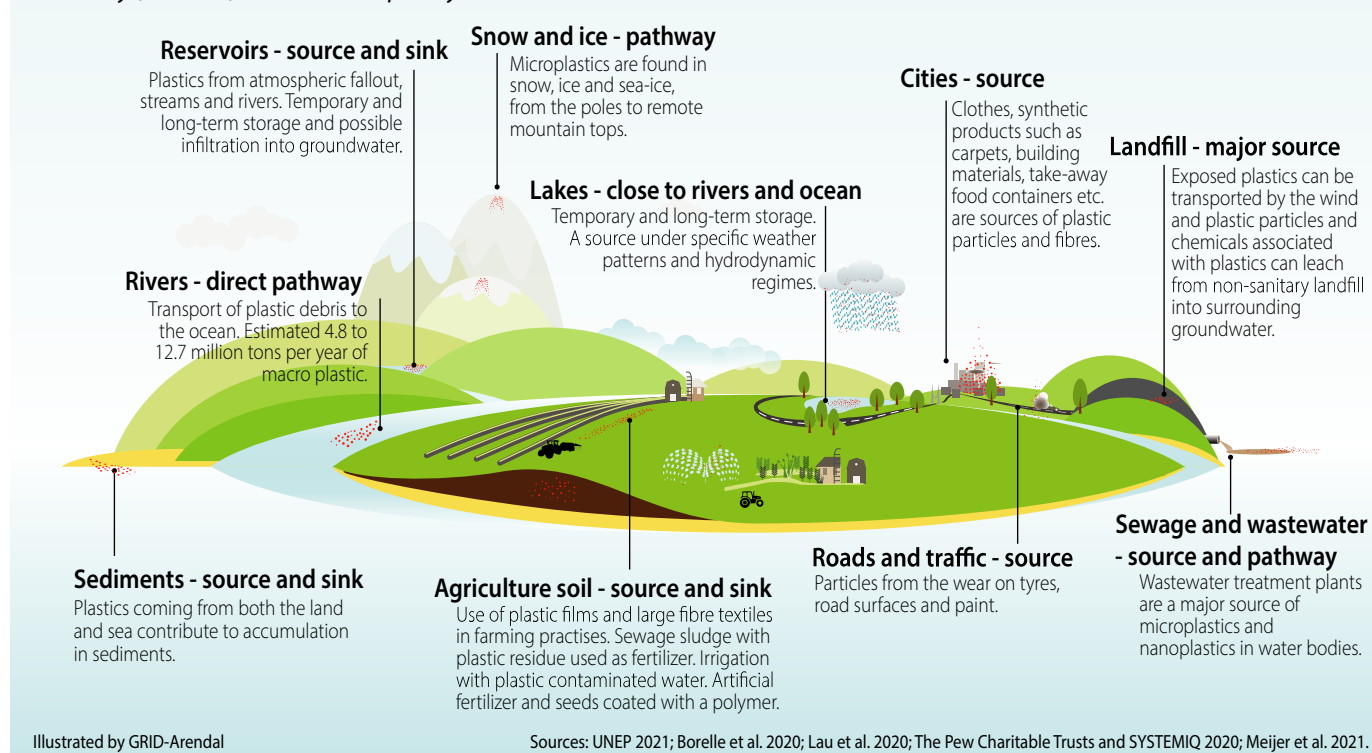 Reservoirs - source and sink
Plastics from atmospheric fallout,
streams and rivers. Temporary and
long-term storage and possible
infiltration into groundwater.
Snow and ice - pathway
Microplastics are found in
snow, ice and sea-ice,
from the poles to remote
mountain tops.
Cities - source
Clothes, synthetic
products such as
carpets, building
materials, take-away
food containers etc.
are sources of plastic
particles and fibres.
Landfill - major source
Exposed plastics can be
transported by the wind
and plastic particles and
chemicals associated
with plastics can leach
from non-sanitary landfill
into surrounding
groundwater.
Lakes - close to rivers and ocean
Temporary and long-term storage.
A source under specific weather
patterns and hydrodynamic
regimes.
Rivers - direct pathway
Transport of plastic debris to
the ocean. Estimated 4.8 to
12.7 million tons per year of
macro plastic.
Sediments - source and sink
Plastics coming from both the land
and sea contribute to accumulation
in sediments.
Agriculture soil - source and sink
Use of plastic films and large fibre textiles
in farming practises. Sewage sludge with
plastic residue used as fertilizer. Irrigation
with plastic contaminated water. Artificial
fertilizer and seeds coated with a polymer.
Roads and traffic - source
Particles from the wear on tyres,
road surfaces and paint.
Sewage and wastewater
- source and pathway
Wastewater treatment plants
are a major source of
microplastics and
nanoplastics in water bodies.
Illustrated by GRID-Arendal
Sources: UNEP 2021; Borelle et al. 2020; Lau et al. 2020; The Pew Charitable Trusts and SYSTEMIQ 2020; Meijer et al. 2021.